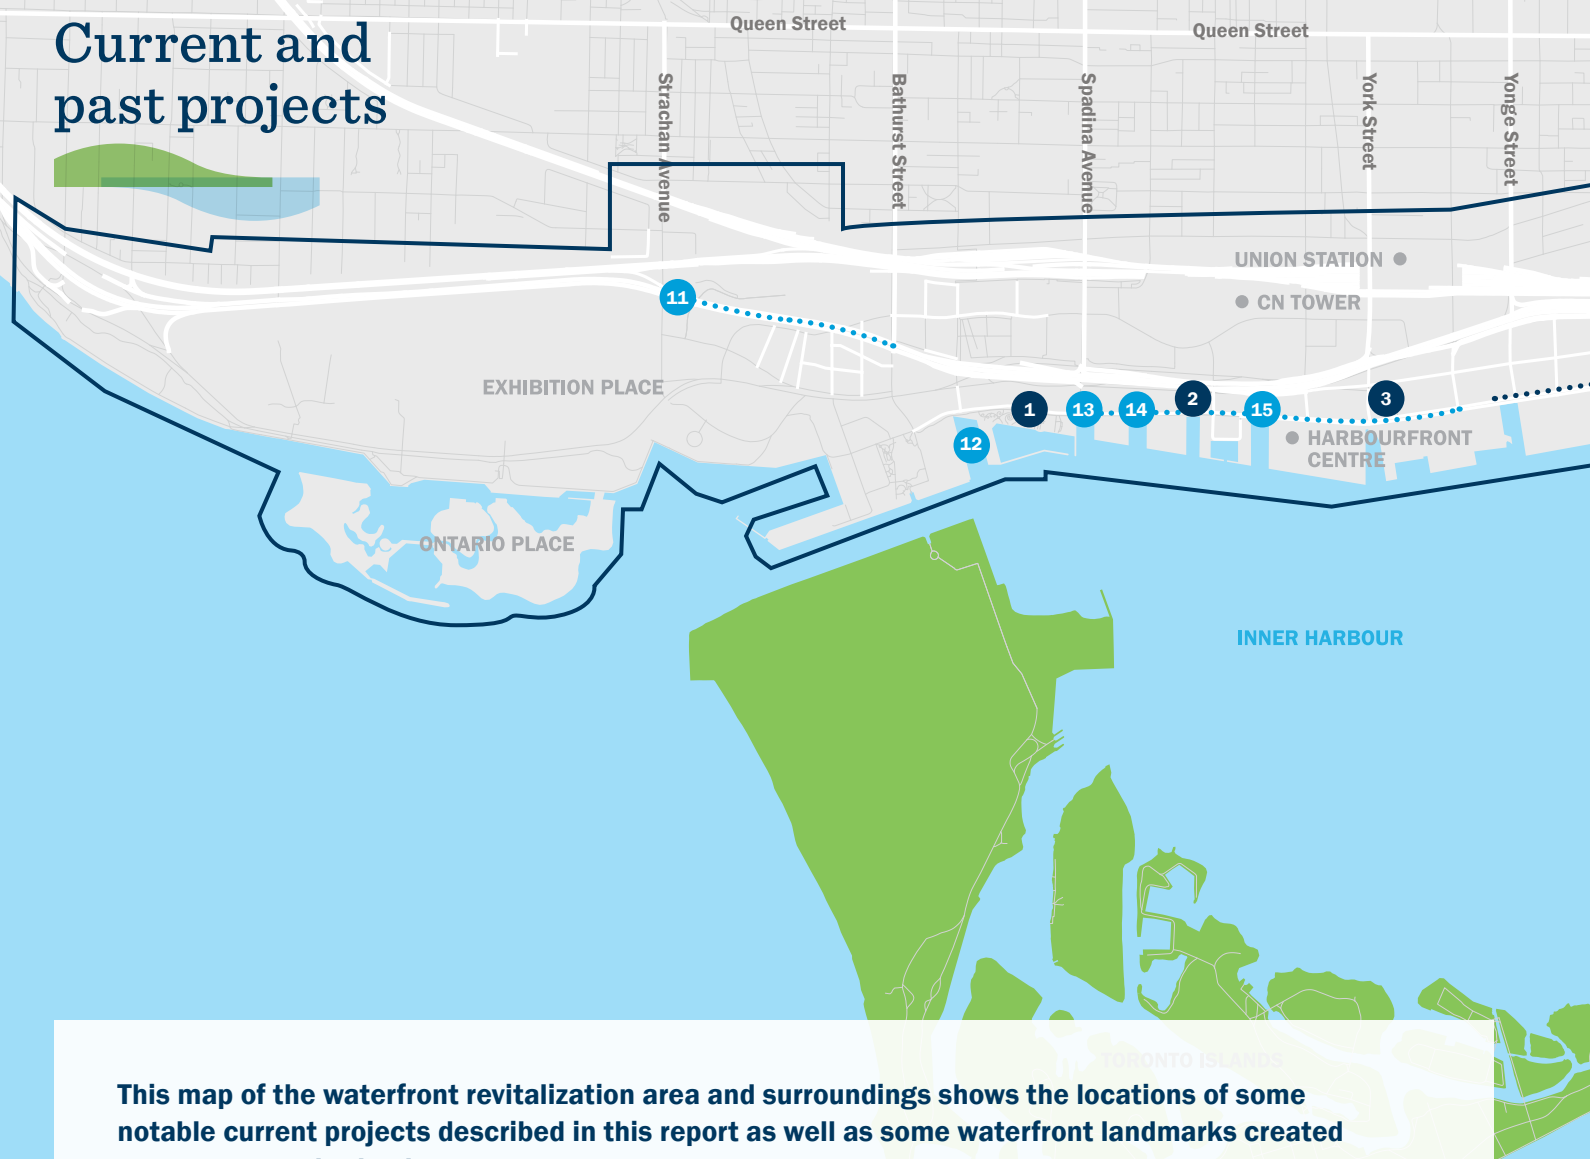 Current and
past projects
Queen Street
Queen Street
Strachan Avenue
Bathurst Street
Spadina Avenue
York Street
Yonge Street
UNION STATION
CN TOWER
11
EXHIBITION PLACE
1
13
14
2
15
3
12
HARBOURFRONT
CENTRE
ONTARIO PLACE
INNER HARBOUR
TORONTO ISLANDS
This map of the waterfront revitalization area and surroundings shows the locations of some
notable current projects described in this report as well as some waterfront landmarks created